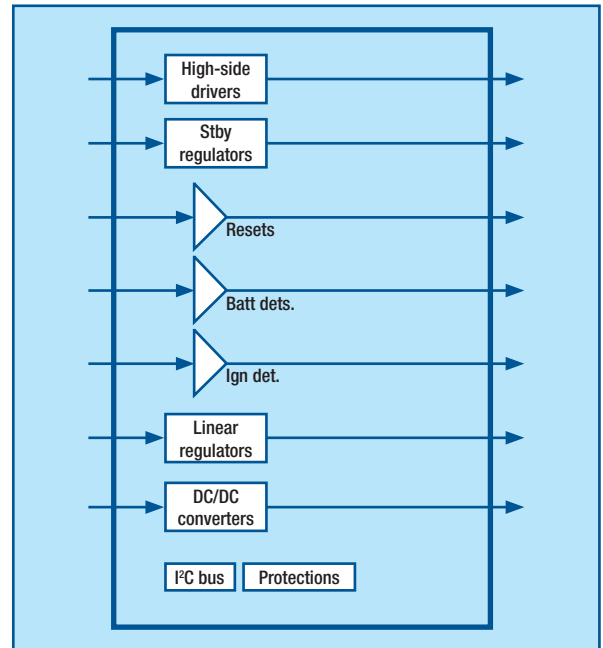 High-side
drivers
Stby
regulators
Resets
Batt dets.
Ign det.
Linear
regulators
DC/DC
converters
I²C bus
Protections